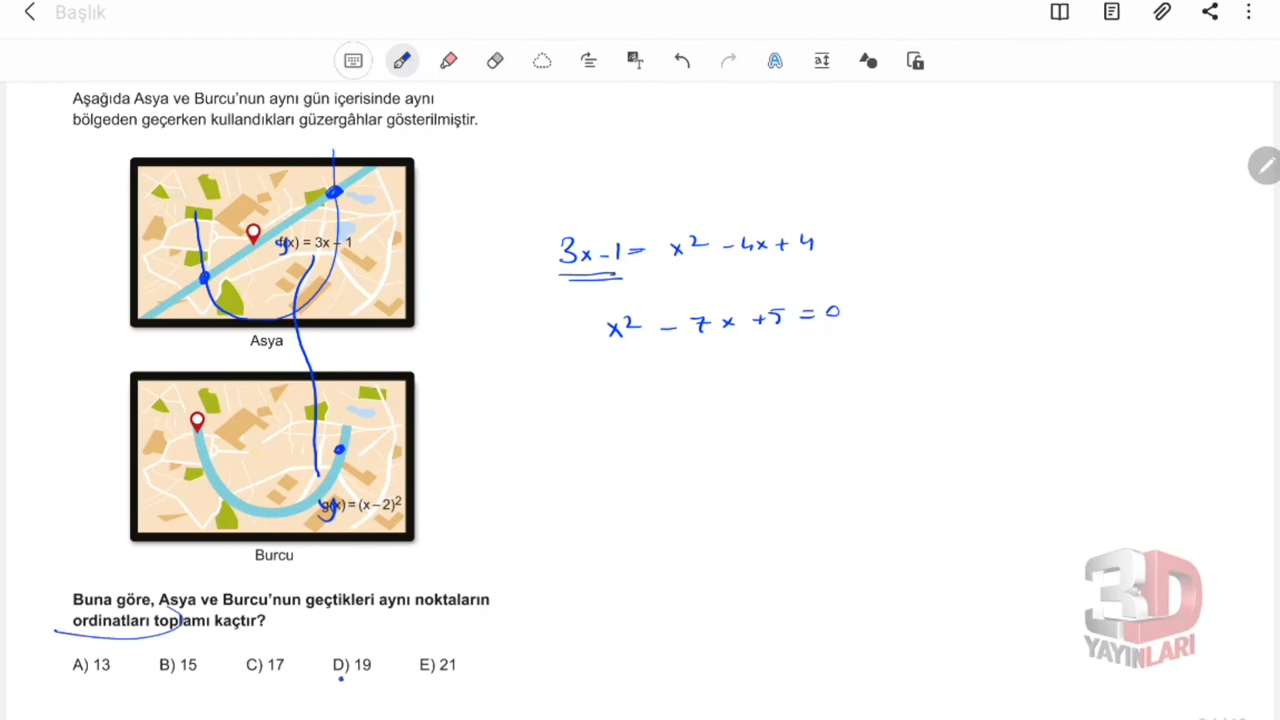 Başlık
Aşağıda Asya ve Burcu'nun aynı gün içerisinde aynı
bölgeden geçerken kullandıkları güzergâhlar gösterilmiştir.
f(x) = 3x – 1
Asya
g(x) = (x – 2)²
Burcu
3x – 1 = x² – 4x + 4
x² – 7x + 5 = 0
Buna göre, Asya ve Burcu'nun geçtikleri aynı noktaların
ordinatları toplamı kaçtır?
A) 13 B) 15 C) 17 D) 19 E) 21
3D
YAYINLARI